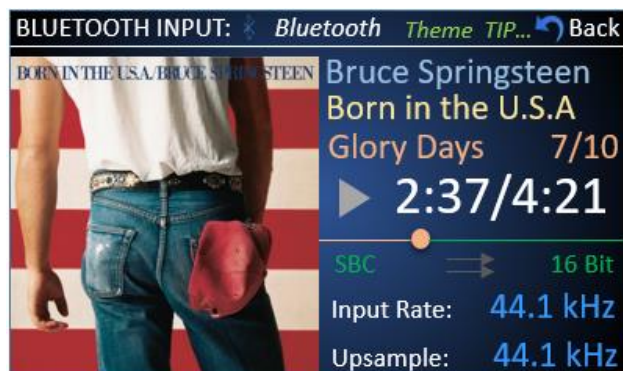 BLUETOOTH INPUT: Bluetooth Theme TIP... Back
BORN IN THE U.S.A./BRUCE SPRINGSTEEN
Bruce Springsteen
Born in the U.S.A
Glory Days 7/10
2:37/4:21
SBC 16 Bit
Input Rate: 44.1 kHz
Upsample: 44.1 kHz